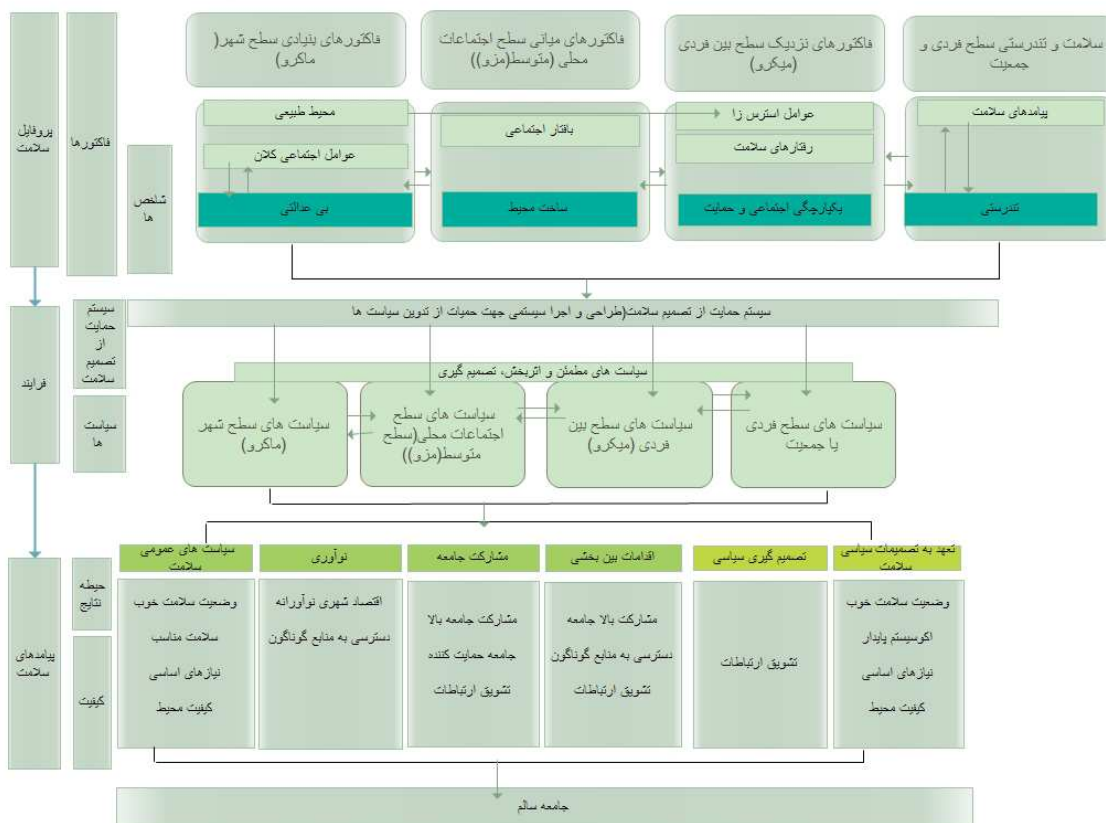 سلامت و تندرستی سطح فردی و
جمعیت
فاکتورهای نزدیک سطح بین فردی
(میکرو)
فاکتورهای میانی سطح اجتماعات
محلی (متوسط(مزو))
فاکتورهای بنیادی سطح شهر(
ماکرو)
پروفایل
سلامت
فاکتورها
شاخص
ها
پیامدهای سلامت
عوامل استرس زا
رفتارهای سلامت
بافتار اجتماعی
محیط طبیعی
عوامل اجتماعی کلان
تندرستی
یکپارچگی اجتماعی و حمایت
ساخت محیط
بی عدالتی
سیستم حمایت از تصمیم سلامت(طراحی و اجرا سیستمی جهت حمیات از تدوین سیاست ها
فرایند
سیستم
حمایت
از
تصمیم
سلامت
سیاست های مطمئن و اثربخش، تصمیم گیری
سیاست
ها
سیاست های سطح فردی
یا جمعیت
سیاست های سطح بین
فردی (میکرو)
سیاست های سطح
اجتماعات محلی(سطح
متوسط(مزو))
سیاست های سطح شهر
(ماکرو)
پیامدهای
سلامت
حیطه
نتایج
کیفیت
تعهد به تصمیمات سیاسی
سلامت
تصمیم گیری سیاسی
اقدامات بین بخشی
مشارکت جامعه
نوآوری
سیاست های عمومی
سلامت
وضعیت سلامت خوب
اکوسیستم پایدار
نیازهای اساسی
کیفیت محیط
تشویق ارتباطات
مشارکت بالا جامعه
دسترسی به منابع گوناگون
تشویق ارتباطات
مشارکت جامعه بالا
جامعه حمایت کننده
تشویق ارتباطات
اقتصاد شهری نوآورانه
دسترسی به منابع گوناگون
وضعیت سلامت خوب
سلامت مناسب
نیازهای اساسی
کیفیت محیط
جامعه سالم